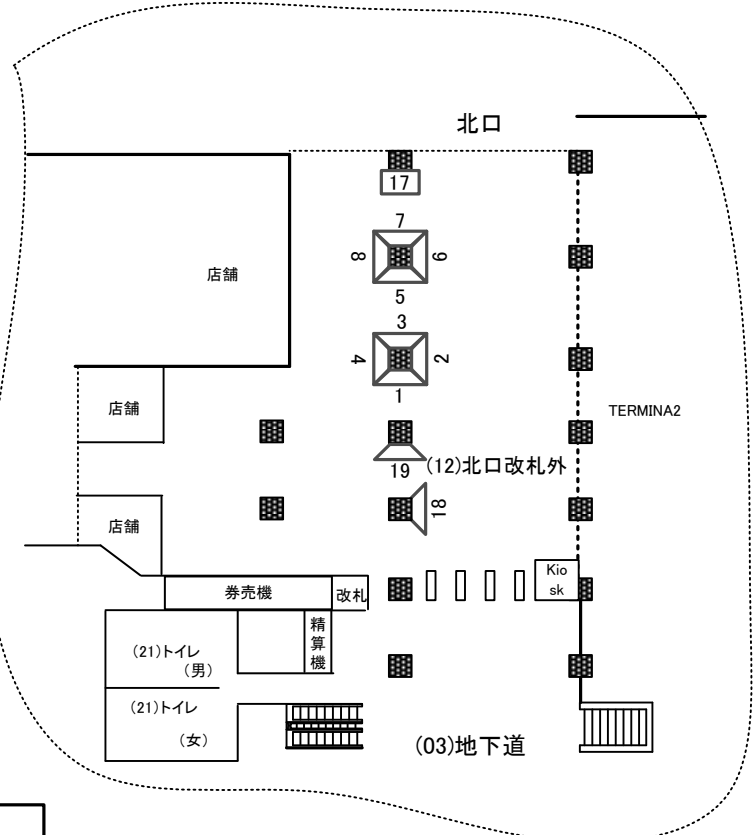 北口
17
7
8
6
店舗
5
3
4
2
1
店舗
TERMINA2
19
(12)北口改札外
18
店舗
Kio
sk
券売機
改札
精
算
機
(21)トイレ
(男)
(21)トイレ
(女)
(03)地下道